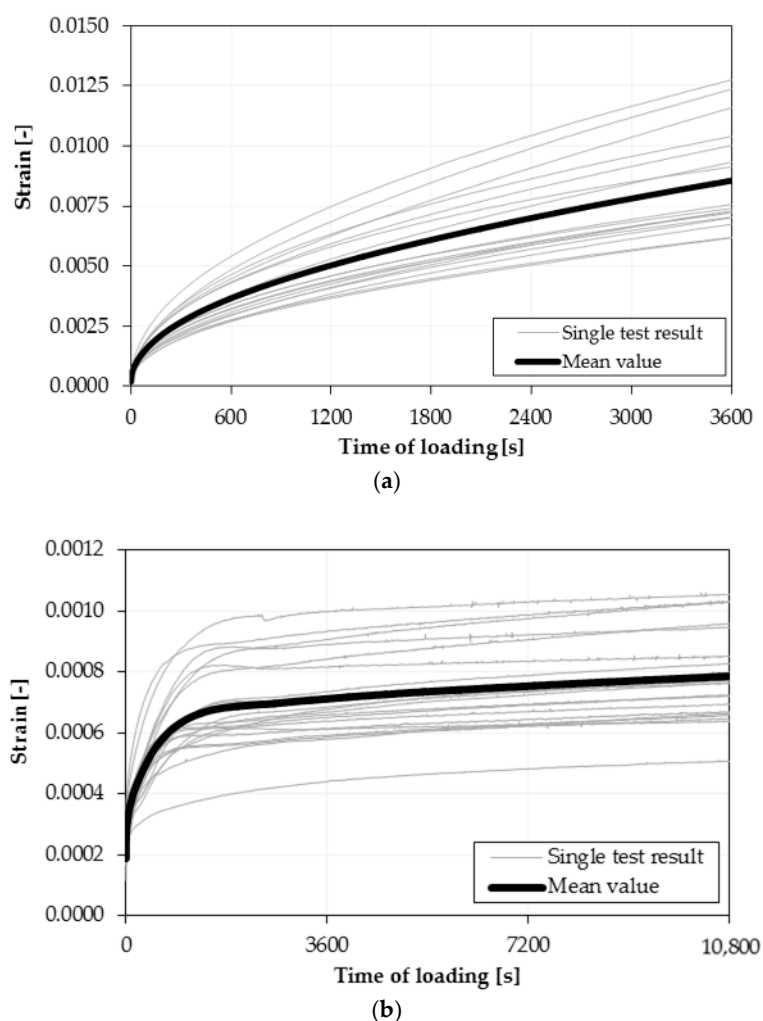 0.0150
0.0125
0.0100
0.0075
0.0050
0.0025
0.0000
Strain [-]
Single test result
Mean value
0 600 1200 1800 2400 3000 3600
Time of loading [s]
(a)
0.0012
0.0010
0.0008
0.0006
0.0004
0.0002
0.0000
Strain [-]
Single test result
Mean value
0 3600 7200 10,800
Time of loading [s]
(b)